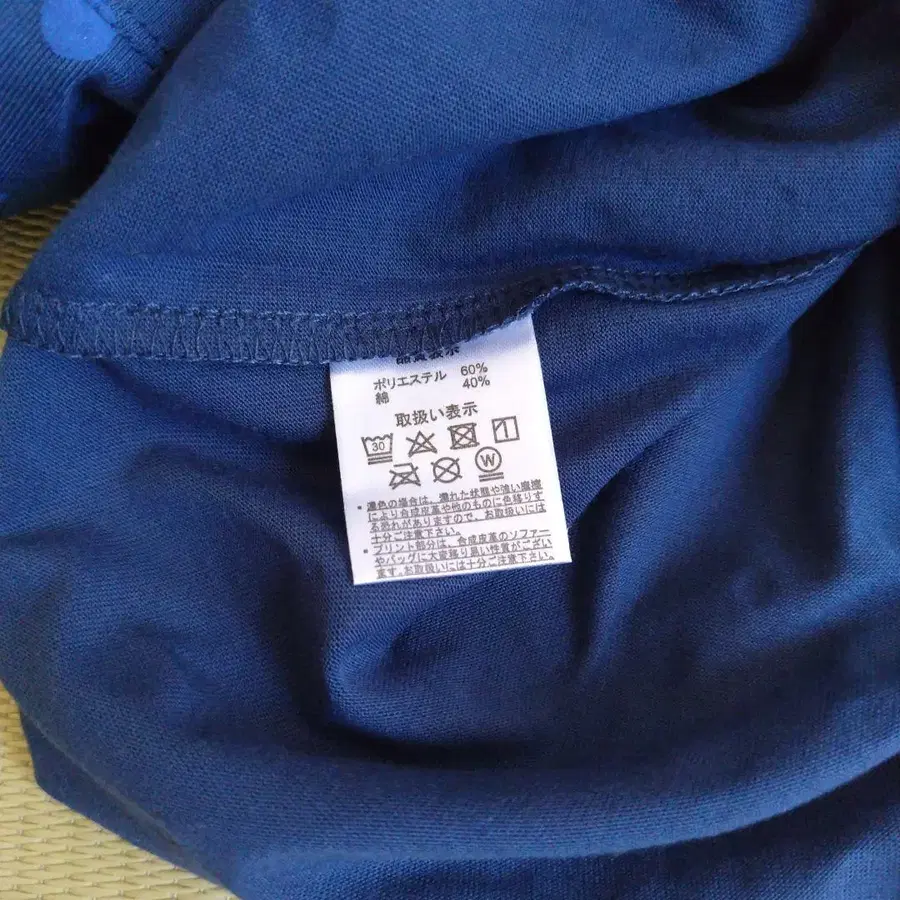 品質表示
ポリエステル 60%
綿 40%
取扱い表示
30
W
・濃色の場合は、濡れた状態や強い摩擦
により合成皮革や他のものに色移りす
る恐れがありますので、お取扱いには
十分ご注意下さい。
・プリント部分は、合成皮革のソファー
やバッグに大変移り易い性質がござい
ます。お取扱いには十分ご注意下さい。